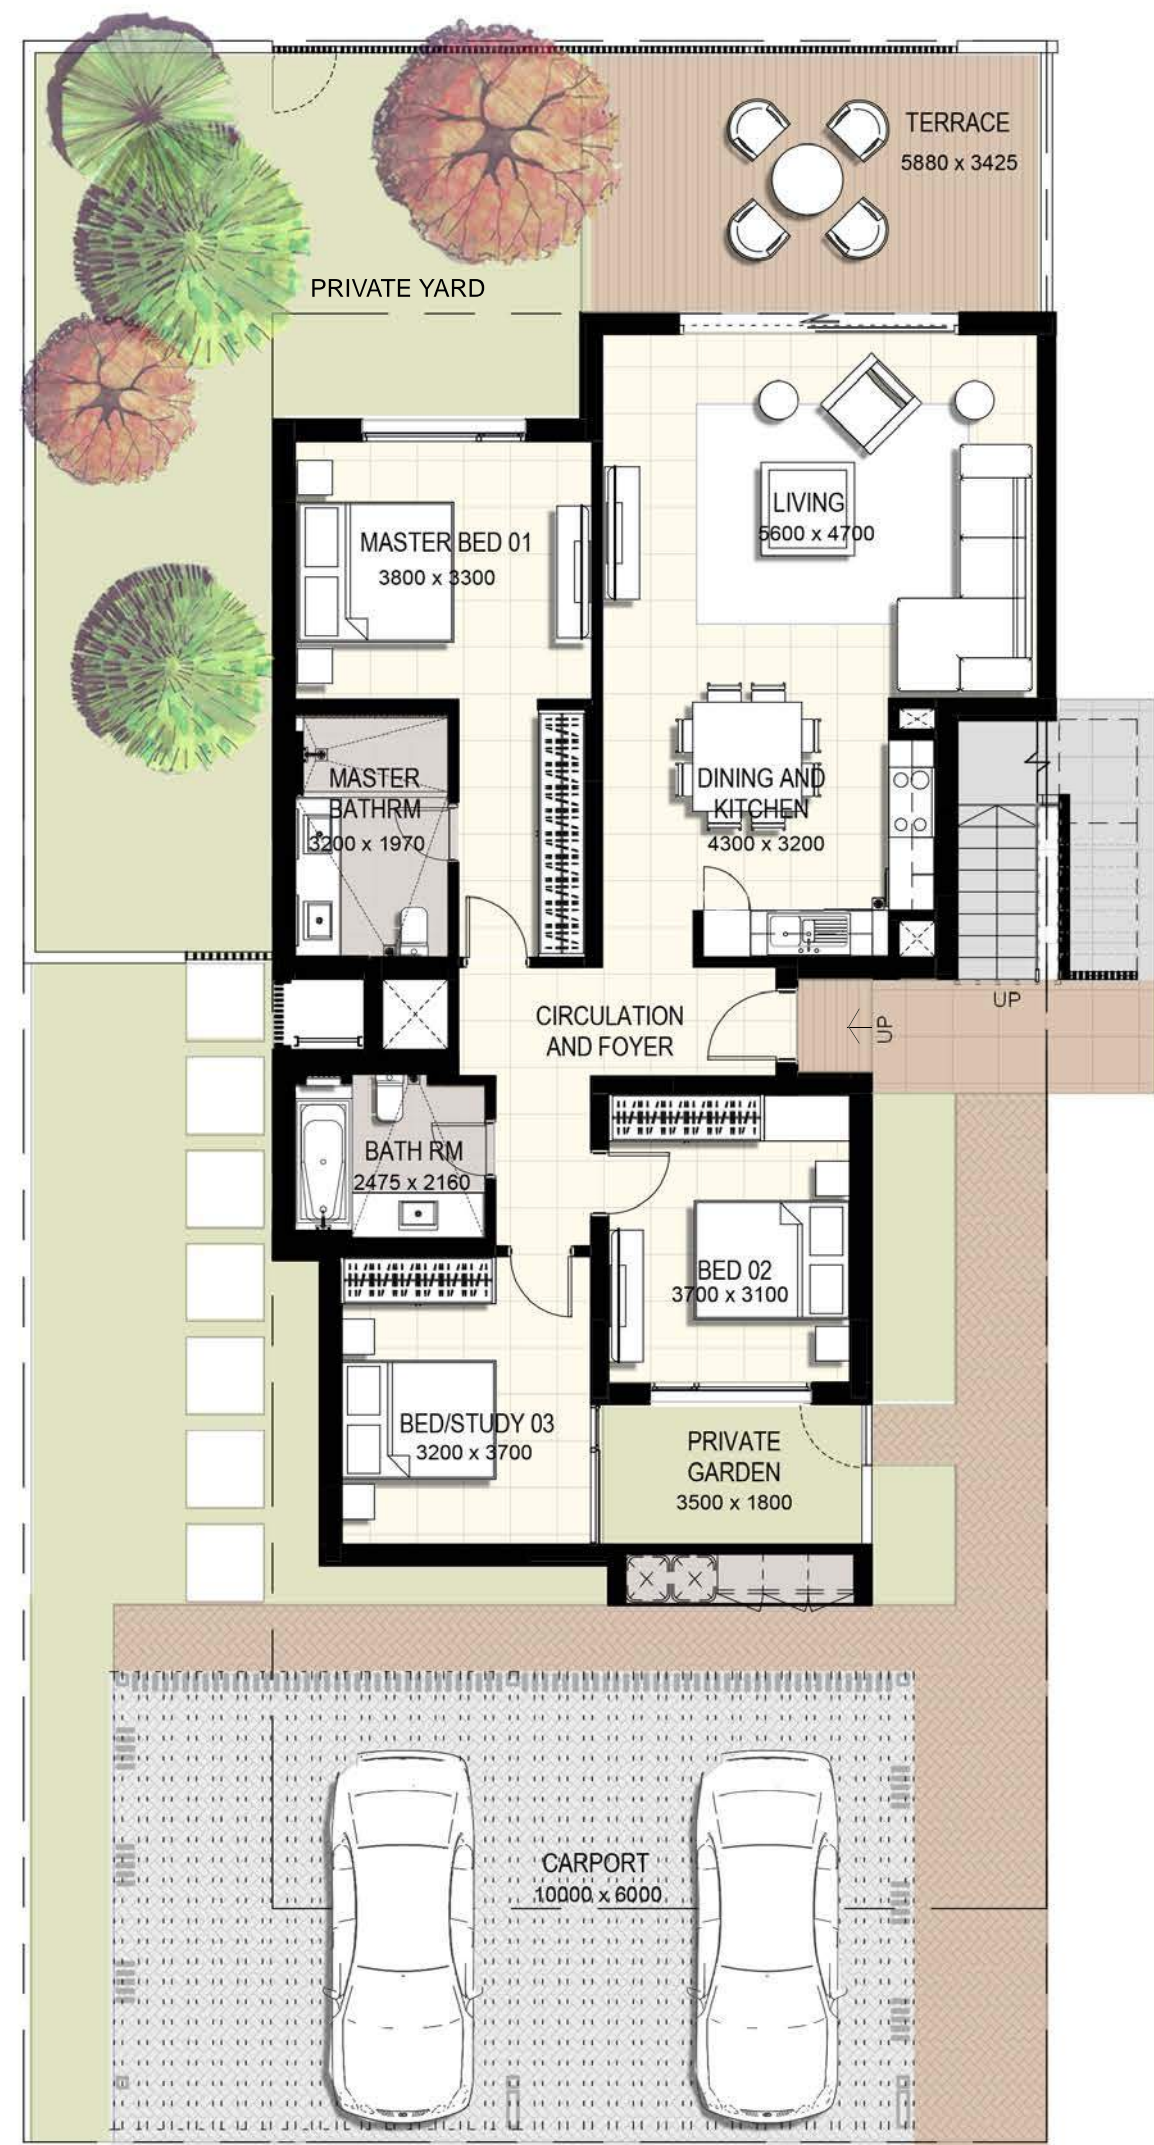 TERRACE
5880 x 3425
PRIVATE YARD
LIVING
5600 x 4700
MASTER BED 01
3800 x 3300
MASTER
BATHRM
3200 x 1970
DINING AND
KITCHEN
4300 x 3200
UP
CIRCULATION
AND FOYER
UP
BATH RM
2475 x 2160
BED 02
3700 x 3100
BED/STUDY 03
3200 x 3700
PRIVATE
GARDEN
3500 x 1800
CARPORT
10000 x 6000